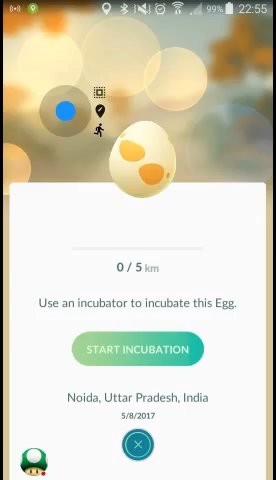 99% 22:55
0 / 5 km
Use an incubator to incubate this Egg.
START INCUBATION
Noida, Uttar Pradesh, India
5/8/2017